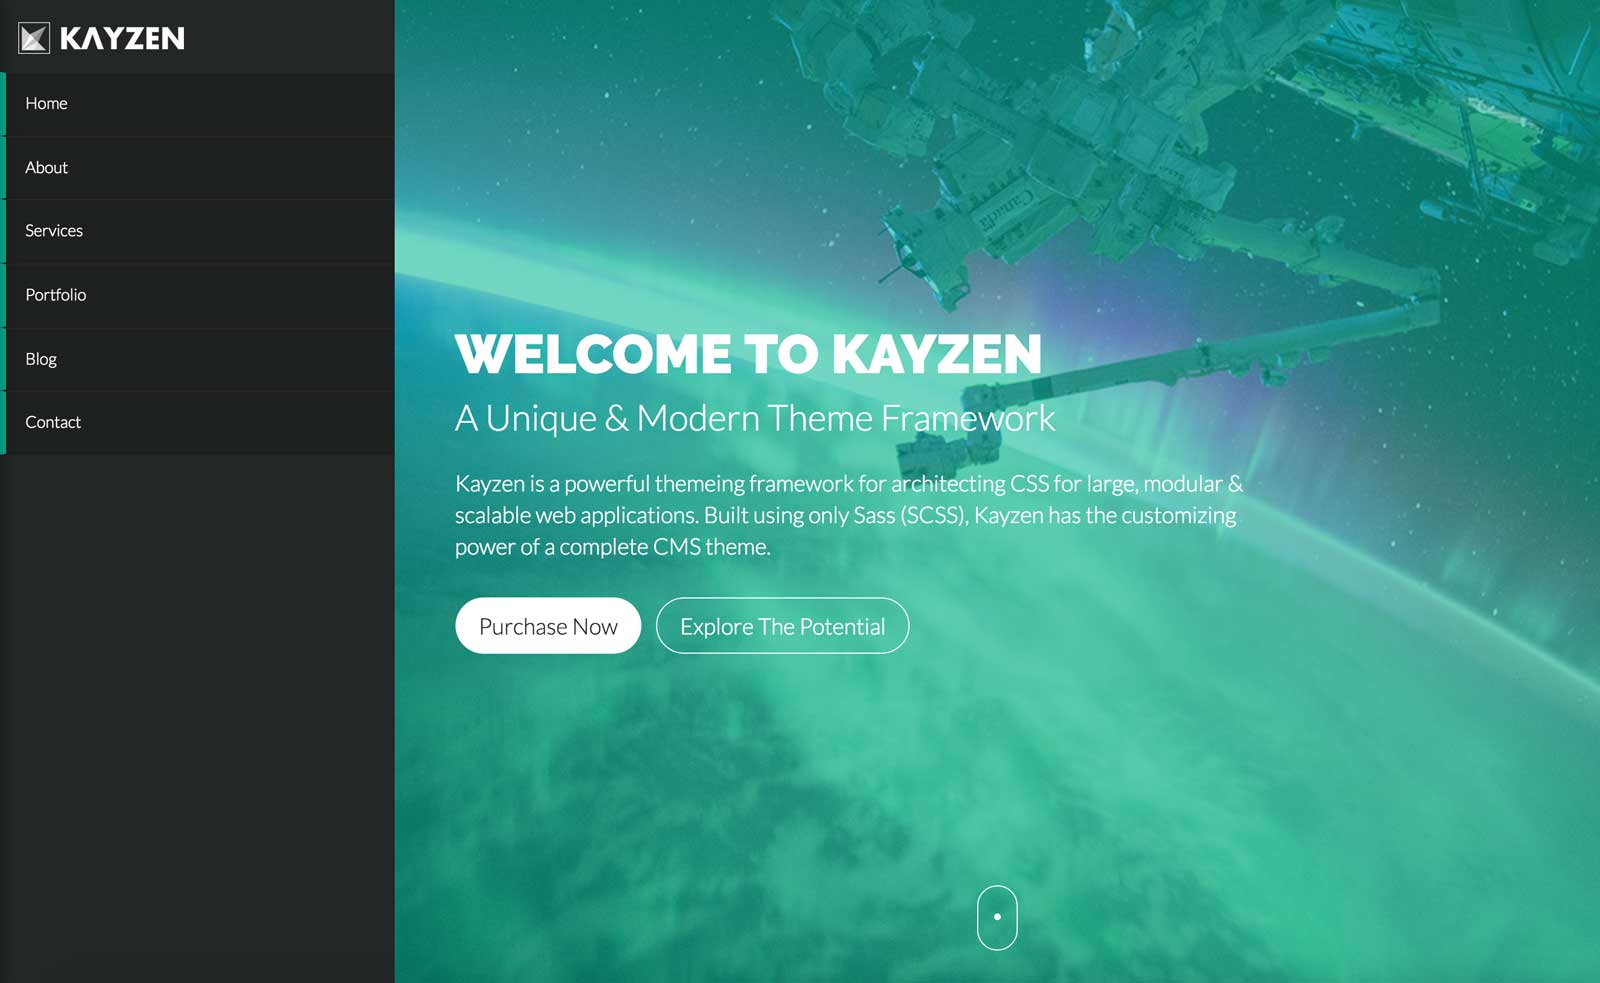 KAYZEN
Home
About
Services
Portfolio
Blog
Contact
Canada
WELCOME TO KAYZEN
A Unique & Modern Theme Framework
Kayzen is a powerful themeing framework for architecting CSS for large, modular &
scalable web applications. Built using only Sass (SCSS), Kayzen has the customizing
power of a complete CMS theme.
Purchase Now
Explore The Potential